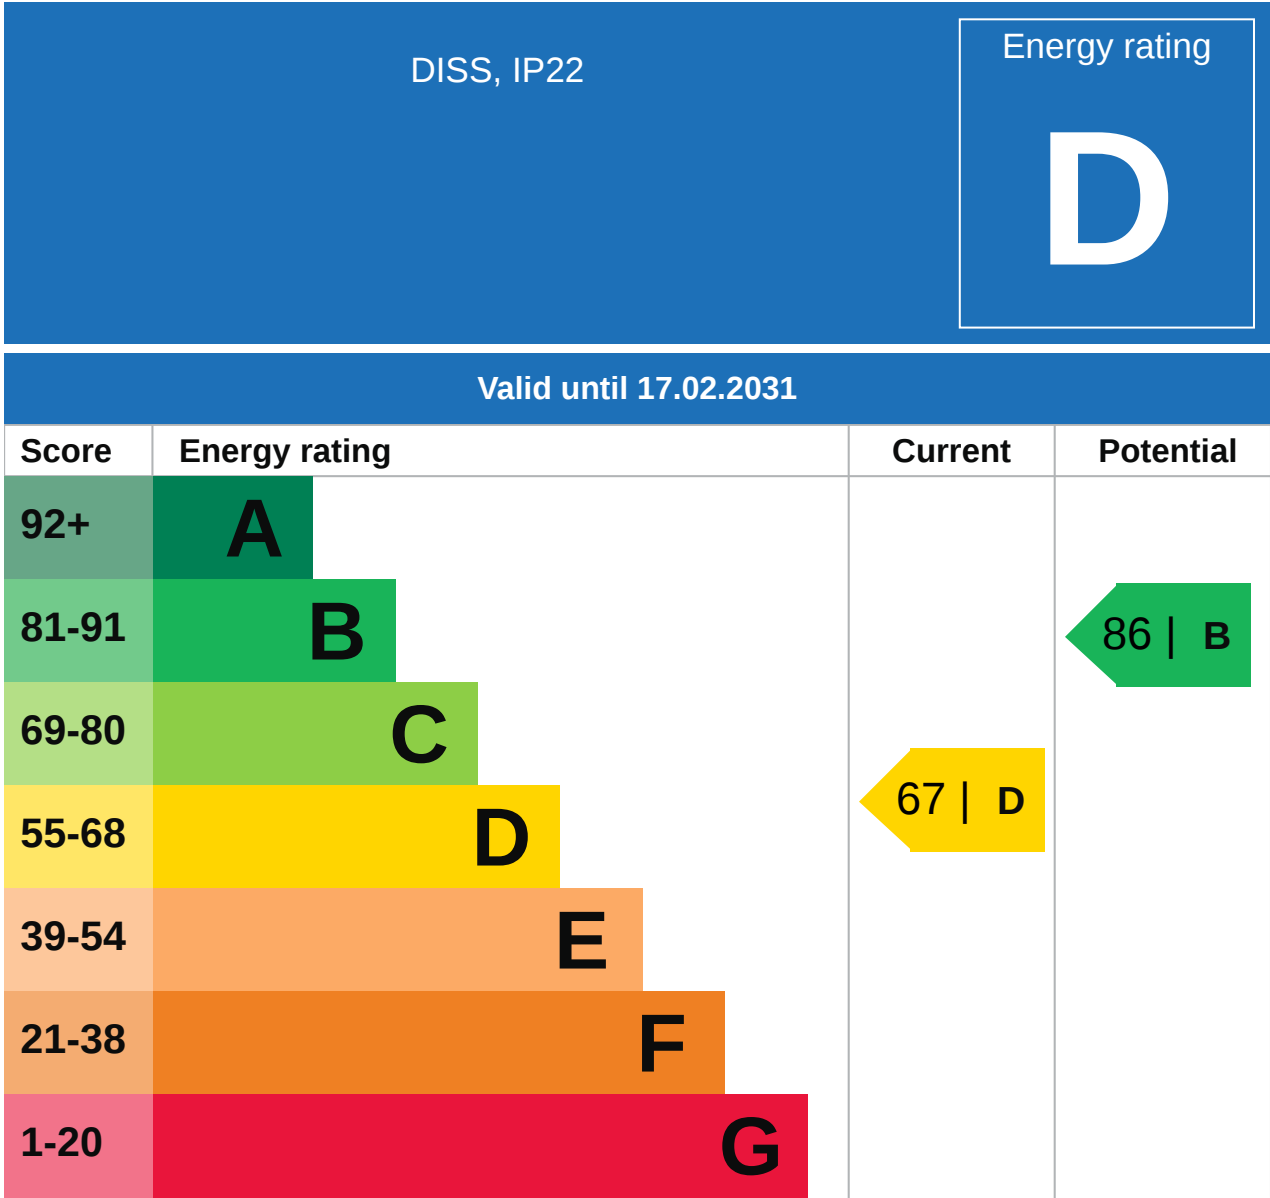 DISS, IP22
Energy rating
D
Valid until 17.02.2031
Score Energy rating Current Potential
92+ A
81-91 B
86 | B
69-80 C
55-68 D
67 | D
39-54 E
21-38 F
1-20 G